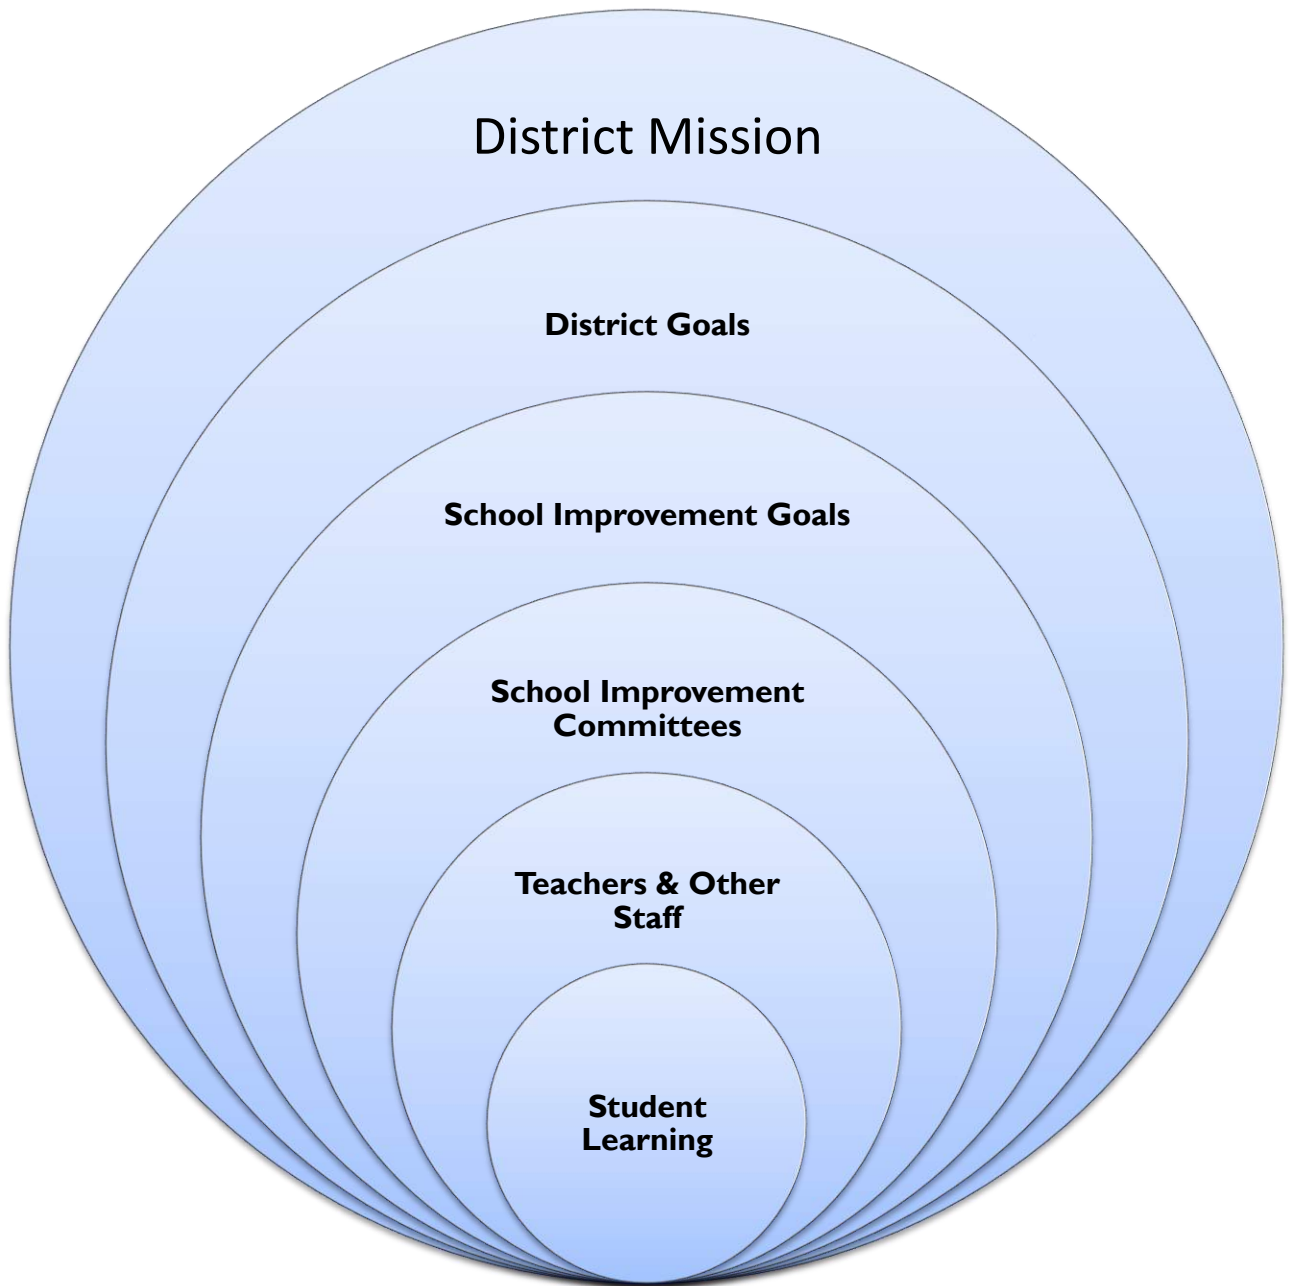 District Mission
District Goals
School Improvement Goals
School Improvement
Committees
Teachers & Other
Staff
Student
Learning